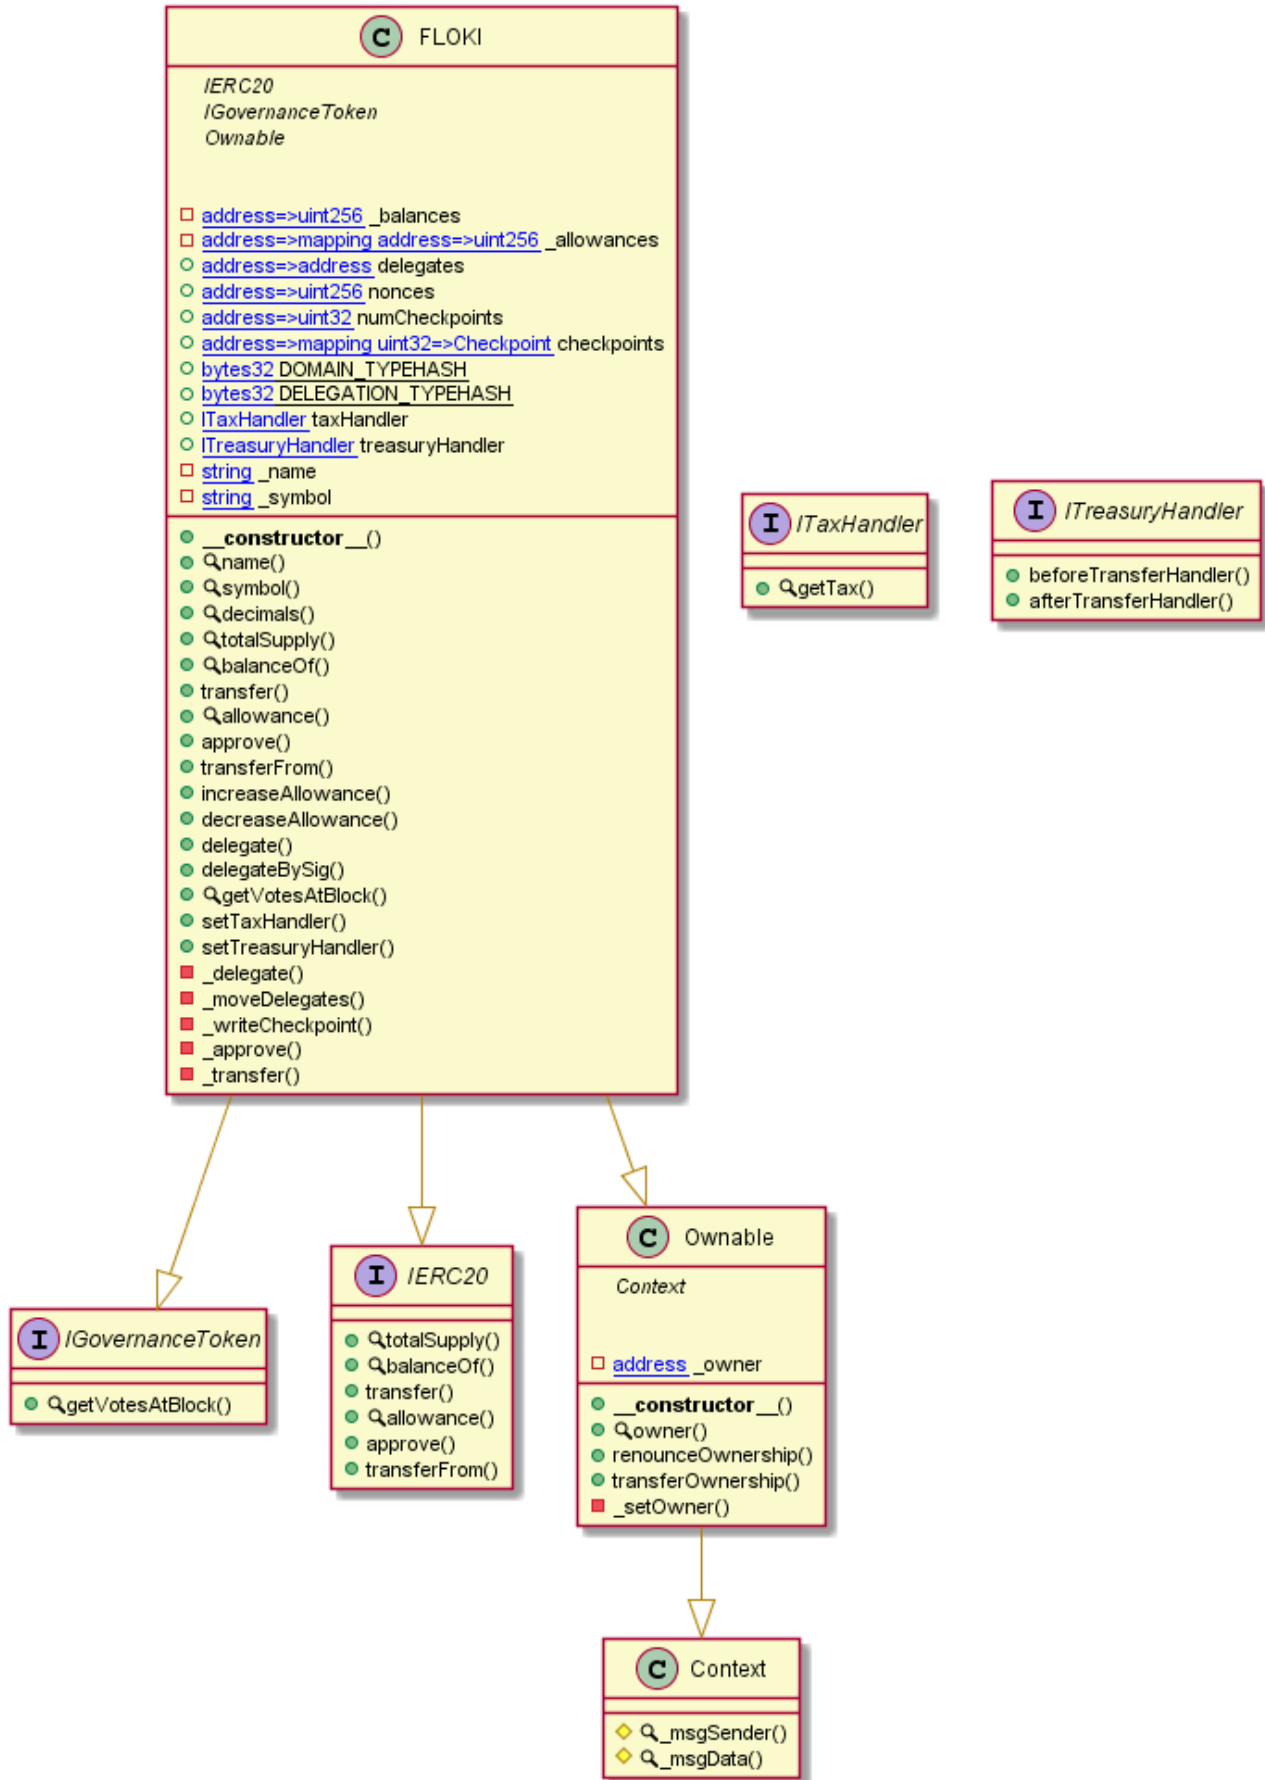 C FLOKI
IERC20
IGovernanceToken
Ownable
address=>uint256 _balances
address=>mapping address=>uint256 _allowances
address=>address delegates
address=>uint256 nonces
address=>uint32 numCheckpoints
address=>mapping uint32=>Checkpoint checkpoints
bytes32 DOMAIN_TYPEHASH
bytes32 DELEGATION_TYPEHASH
ITaxHandler taxHandler
ITreasuryHandler treasuryHandler
string _name
string _symbol
__constructor__()
name()
symbol()
decimals()
totalSupply()
balanceOf()
transfer()
allowance()
approve()
transferFrom()
increaseAllowance()
decreaseAllowance()
delegate()
delegateBySig()
getVotesAtBlock()
setTaxHandler()
setTreasuryHandler()
_delegate()
_moveDelegates()
_writeCheckpoint()
_approve()
_transfer()
I ITaxHandler
getTax()
I ITreasuryHandler
beforeTransferHandler()
afterTransferHandler()
I IGovernanceToken
getVotesAtBlock()
I IERC20
totalSupply()
balanceOf()
transfer()
allowance()
approve()
transferFrom()
C Ownable
Context
address _owner
__constructor__()
owner()
renounceOwnership()
transferOwnership()
_setOwner()
C Context
_msgSender()
_msgData()